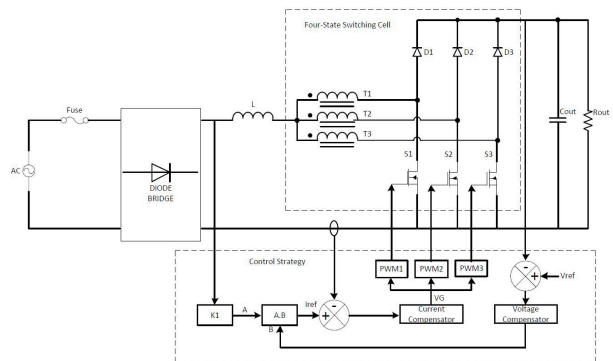 Four-State Switching Cell
D1
D2
D3
Fuse
L
T1
T2
T3
Cout
Rout
AC
DIODE
BRIDGE
S1
S2
S3
Control Strategy
PWM1
PWM2
PWM3
Vref
VG
K1
A
A.B
B
Iref
Current
Compensator
Voltage
Compensator
+
-
+
-